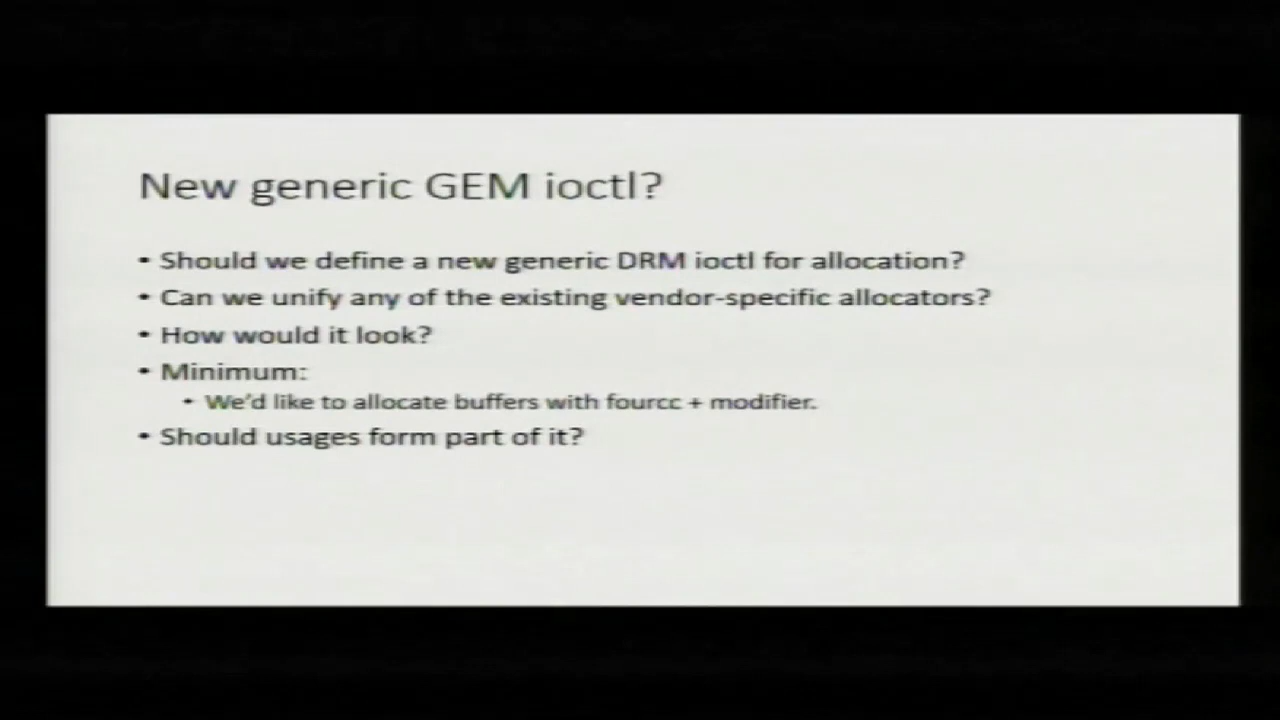 New generic GEM ioctl?
• Should we define a new generic DRM ioctl for allocation?
• Can we unify any of the existing vendor-specific allocators?
• How would it look?
• Minimum:
• We'd like to allocate buffers with fourcc + modifier.
• Should usages form part of it?